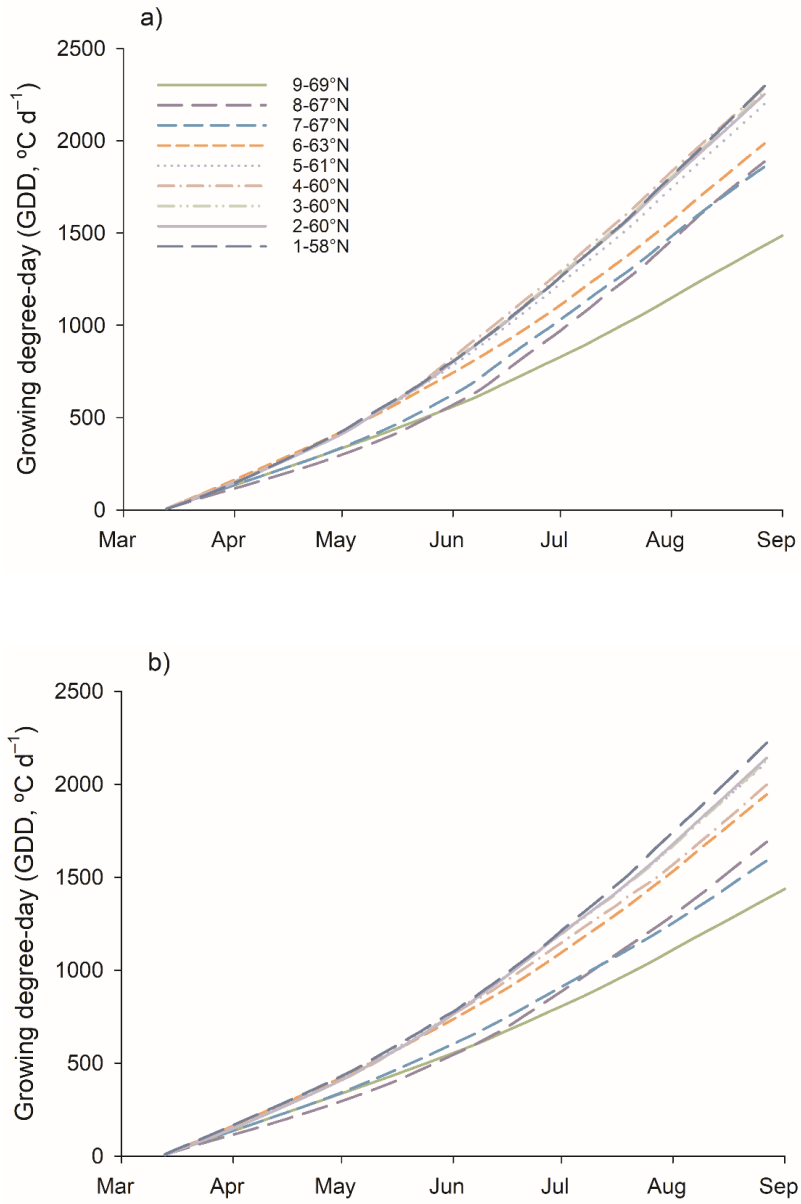 a)
Growing degree-day (GDD, ºC d⁻¹)
2500
2000
1500
1000
500
0
9-69°N
8-67°N
7-67°N
6-63°N
5-61°N
4-60°N
3-60°N
2-60°N
1-58°N
Mar Apr May Jun Jul Aug Sep
b)
Growing degree-day (GDD, ºC d⁻¹)
2500
2000
1500
1000
500
0
Mar Apr May Jun Jul Aug Sep